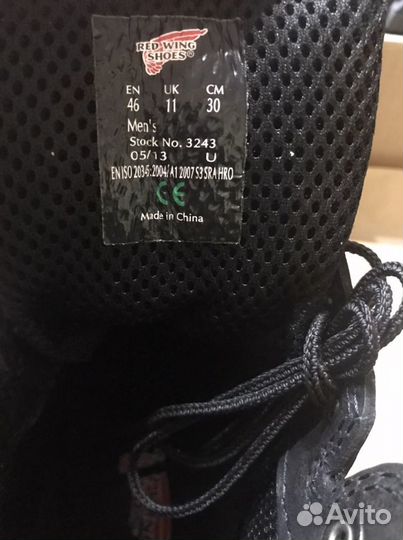 RED WING
SHOES®
EN UK CM
46 11 30
Men's
Stock No. 3243
05/13 U
EN ISO 20345:2004/A1 2007 S3 SRA HRO
CE
Made in China
Avito